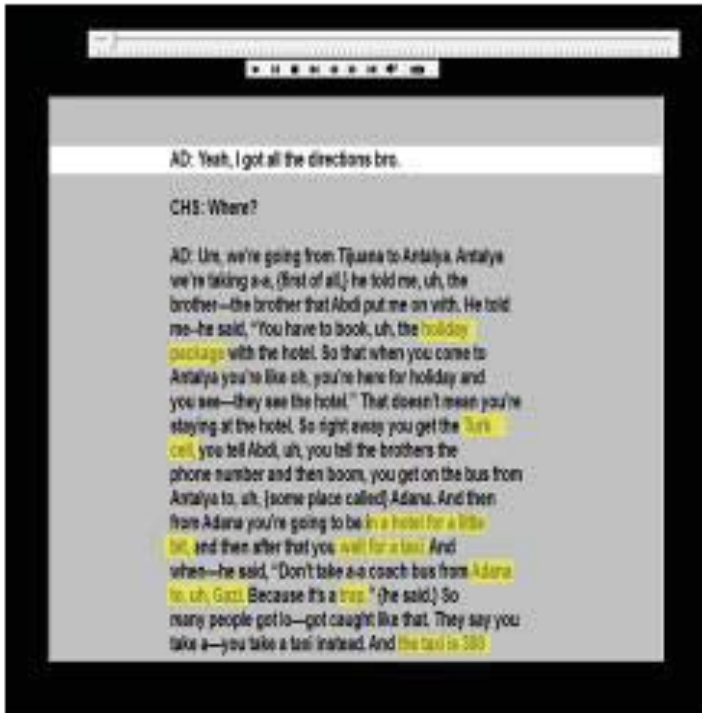 AD: Yeah, I got all the directions bro.
CHS: Where?
AD: Um, we're going from Tijuana to Antalya. Antalya
we're taking a-a, {first of all,} he told me, uh, the
brother—the brother that Abdi put me on with. He told
me--he said, "You have to book, uh, the holiday
package with the hotel. So that when you come to
Antalya you're like oh, you're here for holiday and
you see—they see the hotel." That doesn't mean you're
staying at the hotel. So right away you get the Turk
cell, you tell Abdi, uh, you tell the brothers the
phone number and then boom, you get on the bus from
Antalya to, uh, [some place called] Adana. And then
from Adana you're going to be in a hotel for a little
bit, and then after that you wait for a taxi. And
when—he said, "Don't take a-a coach bus from Adana
to, uh, Gazi. Because it's a trap." {he said.} So
many people got lo—got caught like that. They say you
take a—you take a taxi instead. And the taxi is 380